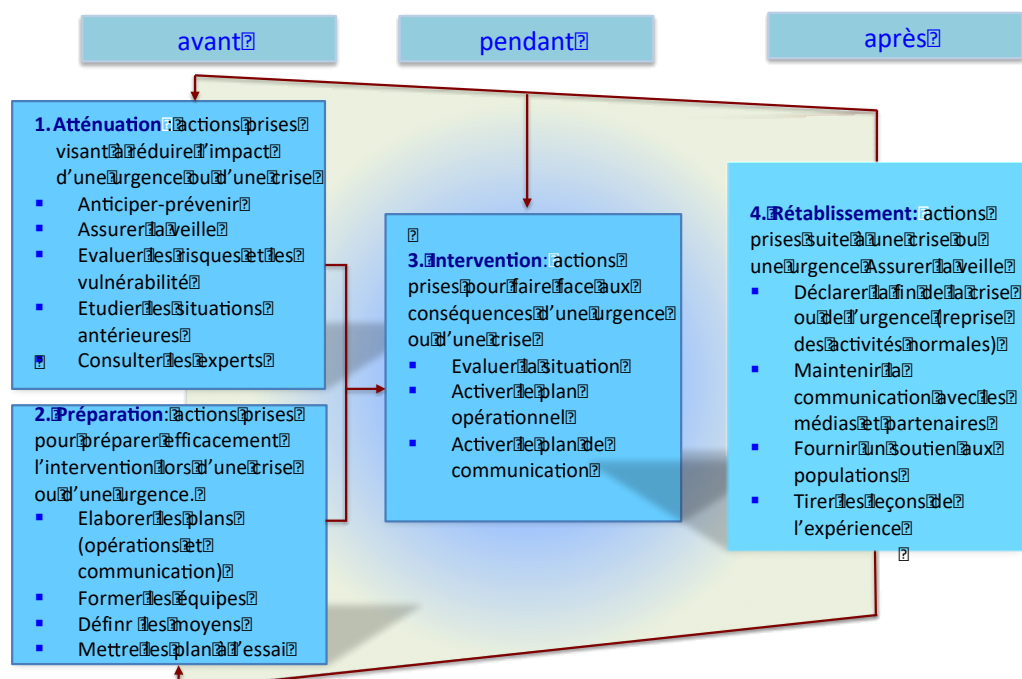 avant
pendant
après
1. Atténuation : actions prises
visant à réduire l’impact
d’une urgence ou d’une crise
▪ Anticiper-prévenir
▪ Assurer la veille
▪ Evaluer les risques et les
vulnérabilité
▪ Etudier les situations
antérieures
▪ Consulter les experts
2. Préparation: actions prises
pour préparer efficacement
l’intervention lors d’une crise
ou d’une urgence.
▪ Elaborer les plans
(opérations et
communication)
▪ Former les équipes
▪ Définr les moyens
▪ Mettre les plan à l’essai
3. Intervention: actions
prises pour faire face aux
conséquences d’une urgence
ou d’une crise
▪ Evaluer la situation
▪ Activer le plan
opérationnel
▪ Activer le plan de
communication
4. Rétablissement: actions
prises suite à une crise ou
une urgence Assurer la veille
▪ Déclarer la fin de la crise
ou de l’urgence (reprise
des activités normales)
▪ Maintenir la
communication avec les
médias et partenaires
▪ Fournir un soutien aux
populations
▪ Tirer les leçons de
l’expérience